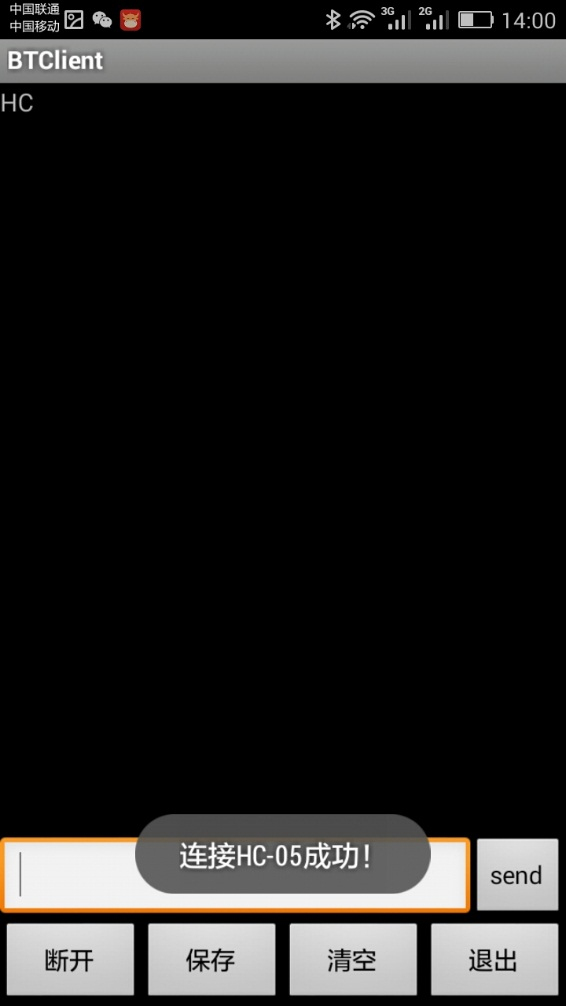 中国联通
中国移动
3G
2G
14:00
BTClient
HC
连接HC-05成功!
send
断开
保存
清空
退出